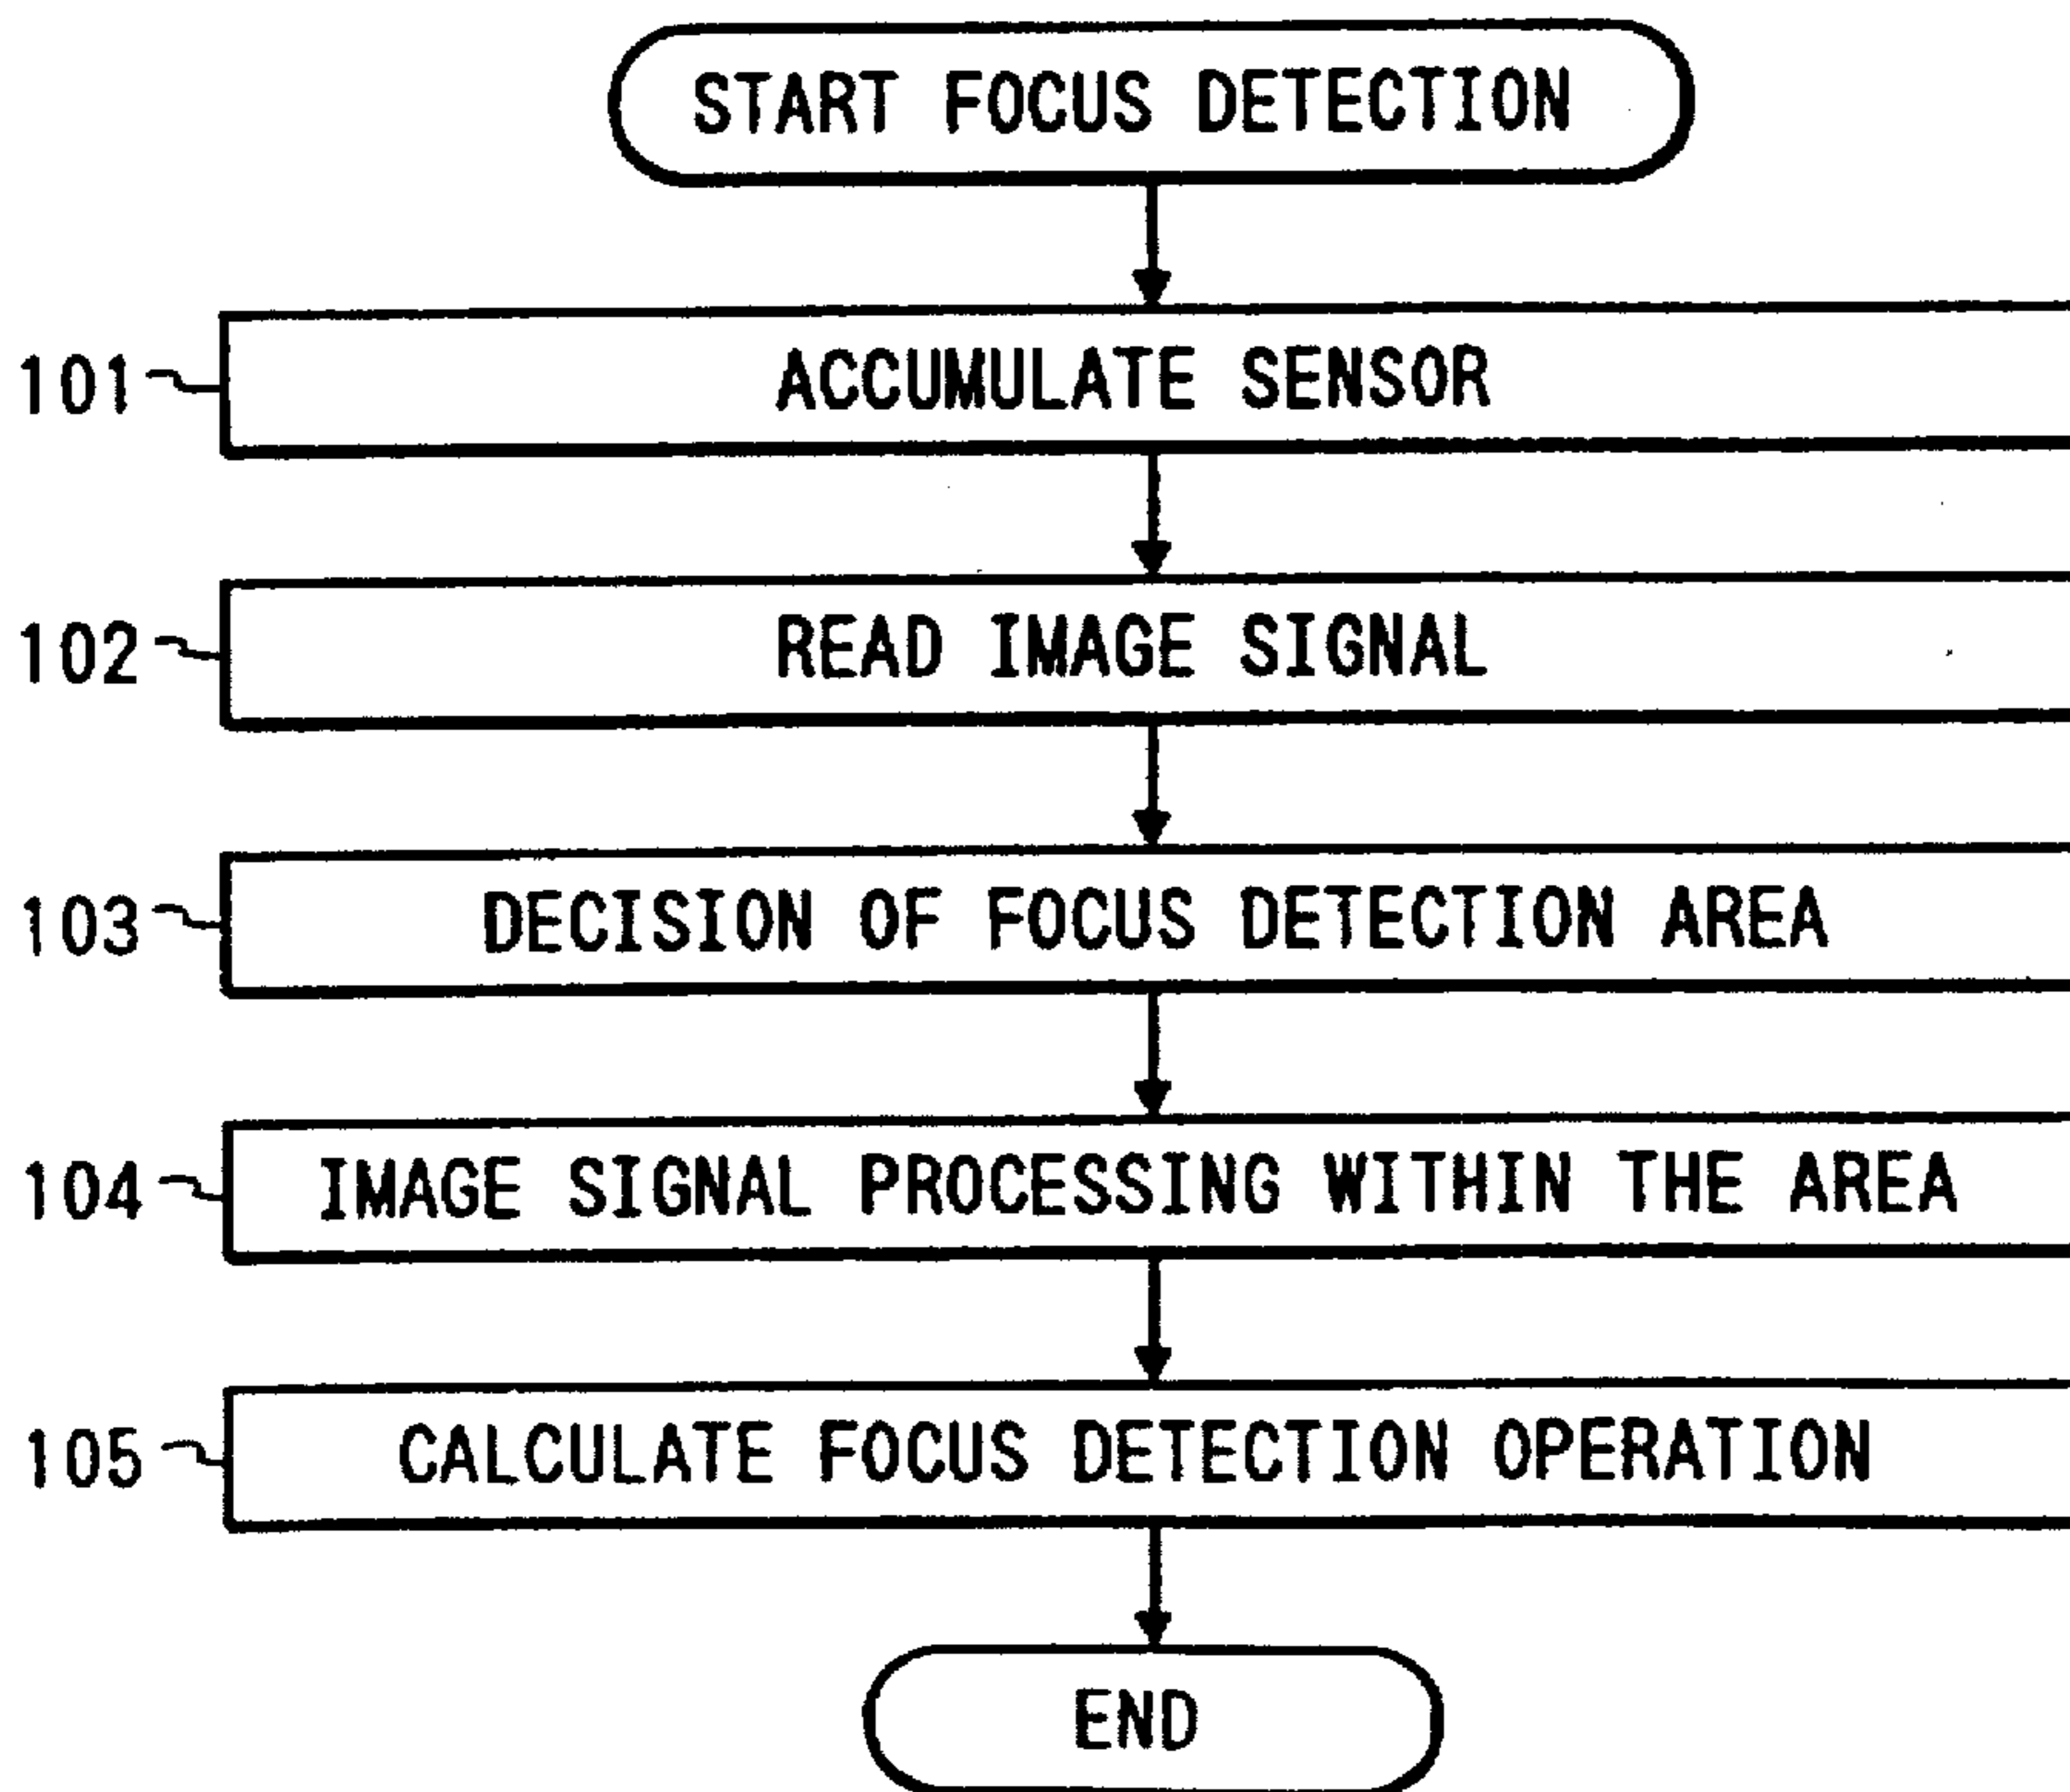 START FOCUS DETECTION
101
ACCUMULATE SENSOR
102
READ IMAGE SIGNAL
103
DECISION OF FOCUS DETECTION AREA
104
IMAGE SIGNAL PROCESSING WITHIN THE AREA
105
CALCULATE FOCUS DETECTION OPERATION
END